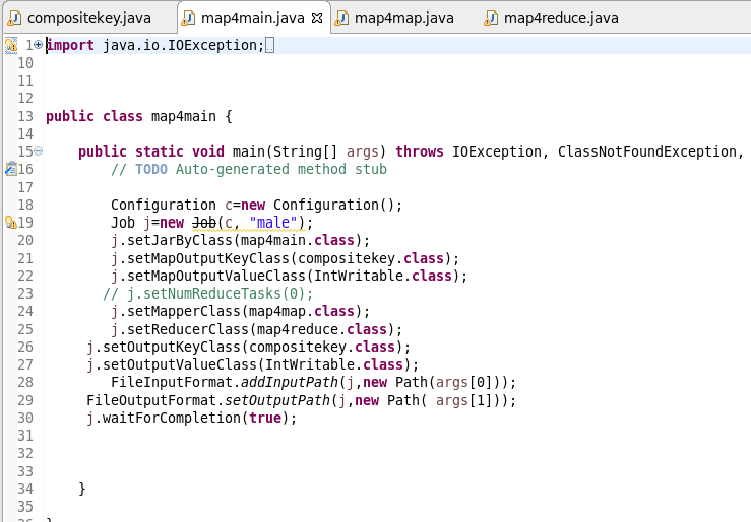 compositekey.java map4main.java map4map.java map4reduce.java
1 import java.io.IOException;
10
11
12
13 public class map4main {
14
15 public static void main(String[] args) throws IOException, ClassNotFoundException,
16 // TODO Auto-generated method stub
17
18 Configuration c=new Configuration();
19 Job j=new Job(c, "male");
20 j.setJarByClass(map4main.class);
21 j.setMapOutputKeyClass(compositekey.class);
22 j.setMapOutputValueClass(IntWritable.class);
23 // j.setNumReduceTasks(0);
24 j.setMapperClass(map4map.class);
25 j.setReducerClass(map4reduce.class);
26 j.setOutputKeyClass(compositekey.class);
27 j.setOutputValueClass(IntWritable.class);
28 FileInputFormat.addInputPath(j,new Path(args[0]));
29 FileOutputFormat.setOutputPath(j,new Path( args[1]));
30 j.waitForCompletion(true);
31
32
33
34 }
35